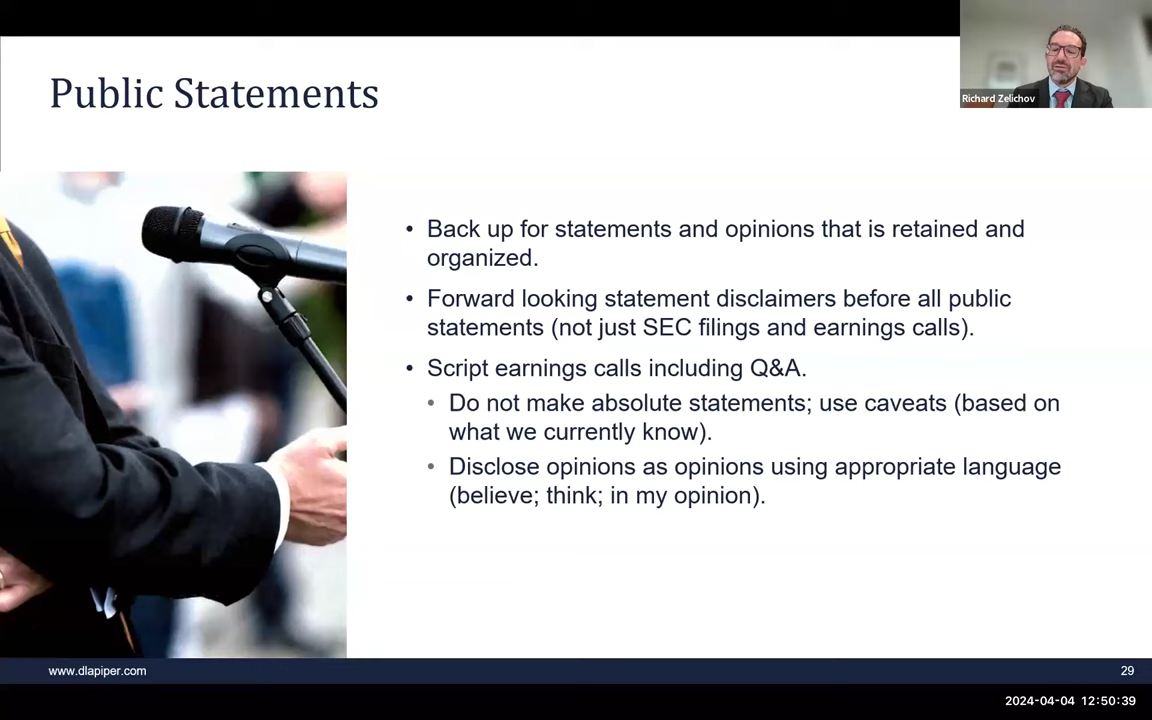 Richard Zelichov
Public Statements
• Back up for statements and opinions that is retained and
organized.
• Forward looking statement disclaimers before all public
statements (not just SEC filings and earnings calls).
• Script earnings calls including Q&A.
• Do not make absolute statements; use caveats (based on
what we currently know).
• Disclose opinions as opinions using appropriate language
(believe; think; in my opinion).
www.dlapiper.com
29
2024-04-04 12:50:39